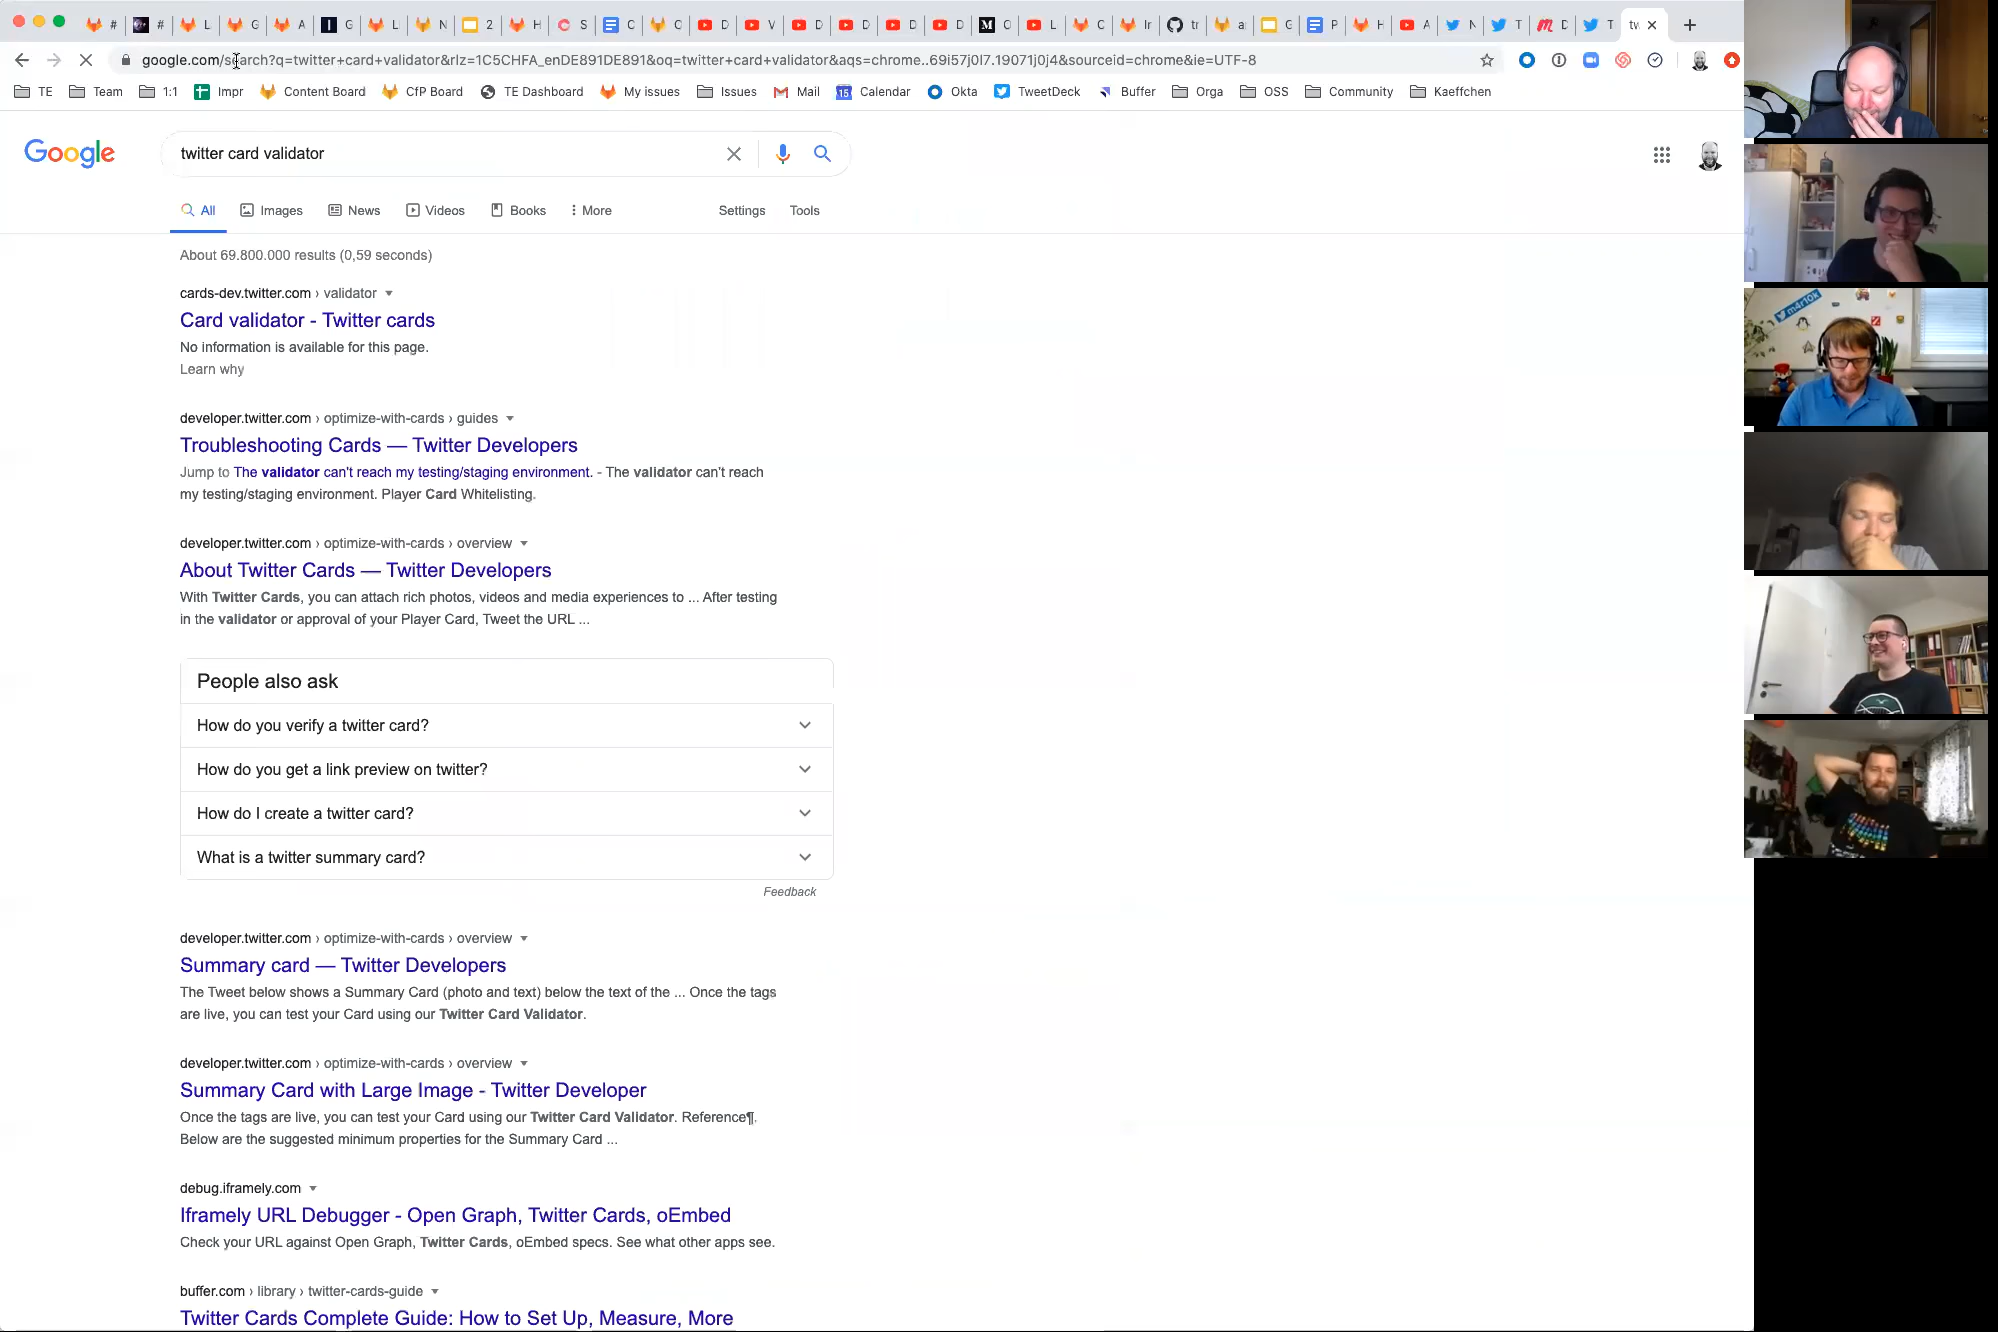 # # L G A G L N 2 H C S C C D V D D D D C L C Ir tr a: G P H A N T D T tv
google.com/search?q=twitter+card+validator&rlz=1C5CHFA_enDE891DE891&oq=twitter+card+validator&aqs=chrome..69i57j0l7.19071j0j4&sourceid=chrome&ie=UTF-8
TE Team 1:1 Impr Content Board CfP Board TE Dashboard My issues Issues Mail Calendar Okta TweetDeck Buffer Orga OSS Community Kaeffchen
Google
twitter card validator
All Images News Videos Books More Settings Tools
About 69.800.000 results (0,59 seconds)
cards-dev.twitter.com › validator
Card validator - Twitter cards
No information is available for this page.
Learn why
developer.twitter.com › optimize-with-cards › guides
Troubleshooting Cards — Twitter Developers
Jump to The validator can't reach my testing/staging environment. - The validator can't reach
my testing/staging environment. Player Card Whitelisting.
developer.twitter.com › optimize-with-cards › overview
About Twitter Cards — Twitter Developers
With Twitter Cards, you can attach rich photos, videos and media experiences to ... After testing
in the validator or approval of your Player Card, Tweet the URL ...
People also ask
How do you verify a twitter card?
How do you get a link preview on twitter?
How do I create a twitter card?
What is a twitter summary card?
Feedback
developer.twitter.com › optimize-with-cards › overview
Summary card — Twitter Developers
The Tweet below shows a Summary Card (photo and text) below the text of the ... Once the tags
are live, you can test your Card using our Twitter Card Validator.
developer.twitter.com › optimize-with-cards › overview
Summary Card with Large Image - Twitter Developer
Once the tags are live, you can test your Card using our Twitter Card Validator. Reference¶.
Below are the suggested minimum properties for the Summary Card ...
debug.iframely.com
Iframely URL Debugger - Open Graph, Twitter Cards, oEmbed
Check your URL against Open Graph, Twitter Cards, oEmbed specs. See what other apps see.
buffer.com › library › twitter-cards-guide
Twitter Cards Complete Guide: How to Set Up, Measure, More
m4r10k